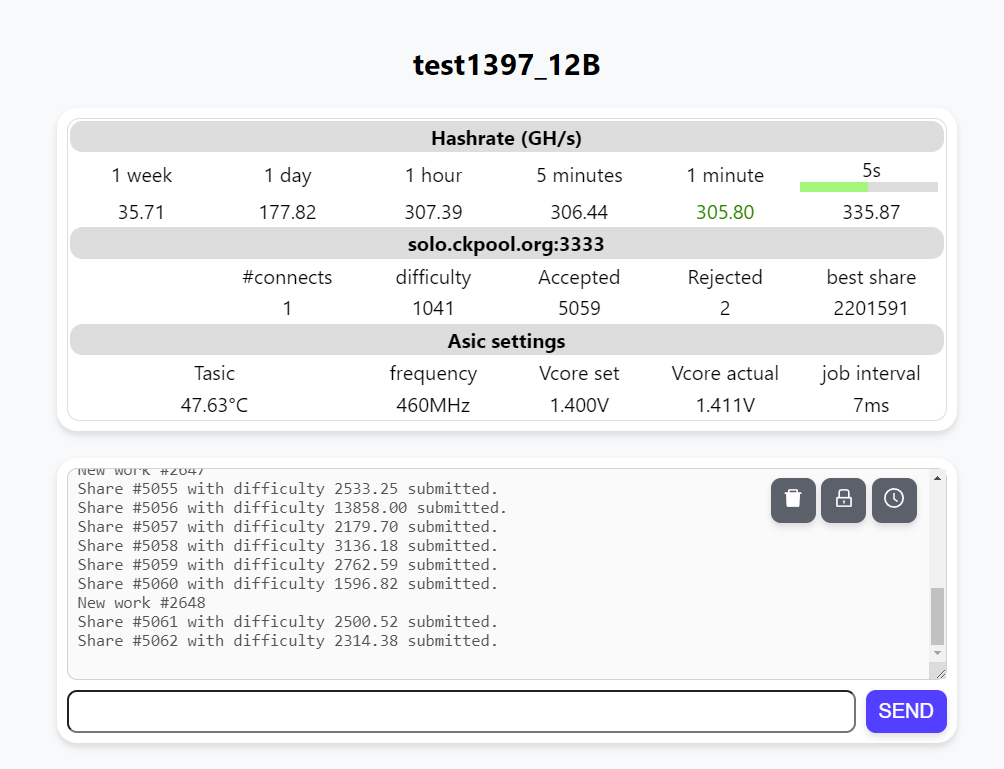 test1397_12B
Hashrate (GH/s)
1 week 1 day 1 hour 5 minutes 1 minute 5s
35.71 177.82 307.39 306.44 305.80 335.87
solo.ckpool.org:3333
#connects difficulty Accepted Rejected best share
1 1041 5059 2 2201591
Asic settings
Tasic frequency Vcore set Vcore actual job interval
47.63°C 460MHz 1.400V 1.411V 7ms
New work #2647
Share #5055 with difficulty 2533.25 submitted.
Share #5056 with difficulty 13858.00 submitted.
Share #5057 with difficulty 2179.70 submitted.
Share #5058 with difficulty 3136.18 submitted.
Share #5059 with difficulty 2762.59 submitted.
Share #5060 with difficulty 1596.82 submitted.
New work #2648
Share #5061 with difficulty 2500.52 submitted.
Share #5062 with difficulty 2314.38 submitted.
SEND